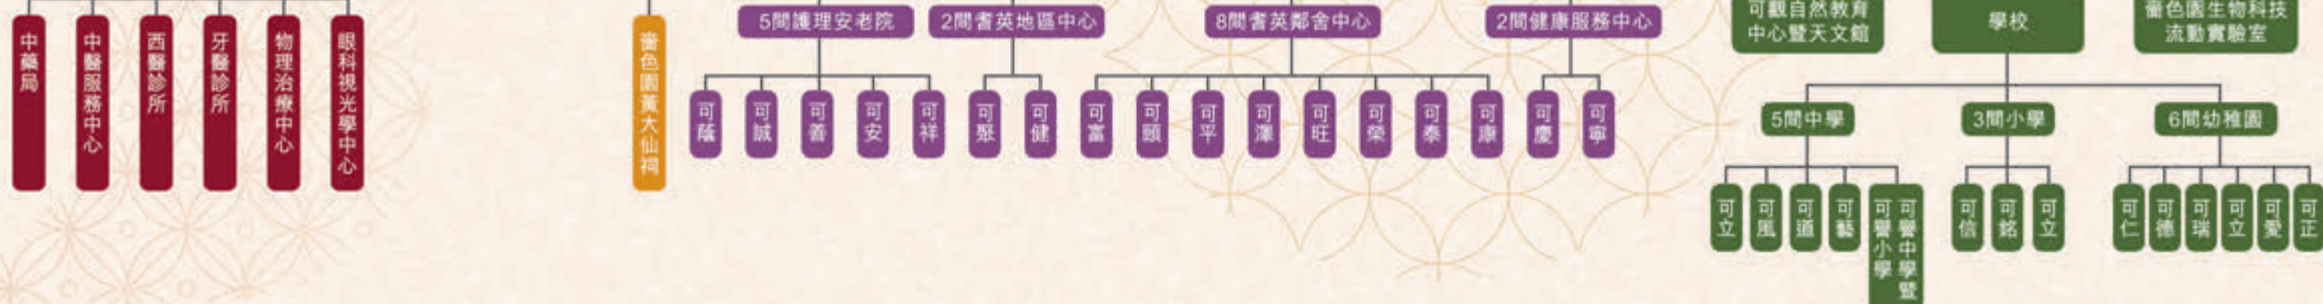 中藥局
中醫服務中心
西醫診所
牙醫診所
物理治療中心
眼科視光學中心
嗇色園黃大仙祠
5間護理安老院
可蔭
可誠
可善
可安
可祥
2間耆英地區中心
可聚
可健
8間耆英鄰舍中心
可富
可頤
可平
可澤
可旺
可榮
可泰
可康
2間健康服務中心
可慶
可寧
可觀自然教育
中心暨天文館
學校
嗇色園生物科技
流動實驗室
5間中學
可立
可風
可道
可藝
可譽中學暨
可譽小學
3間小學
可信
可銘
可立
6間幼稚園
可仁
可德
可瑞
可立
可愛
可正